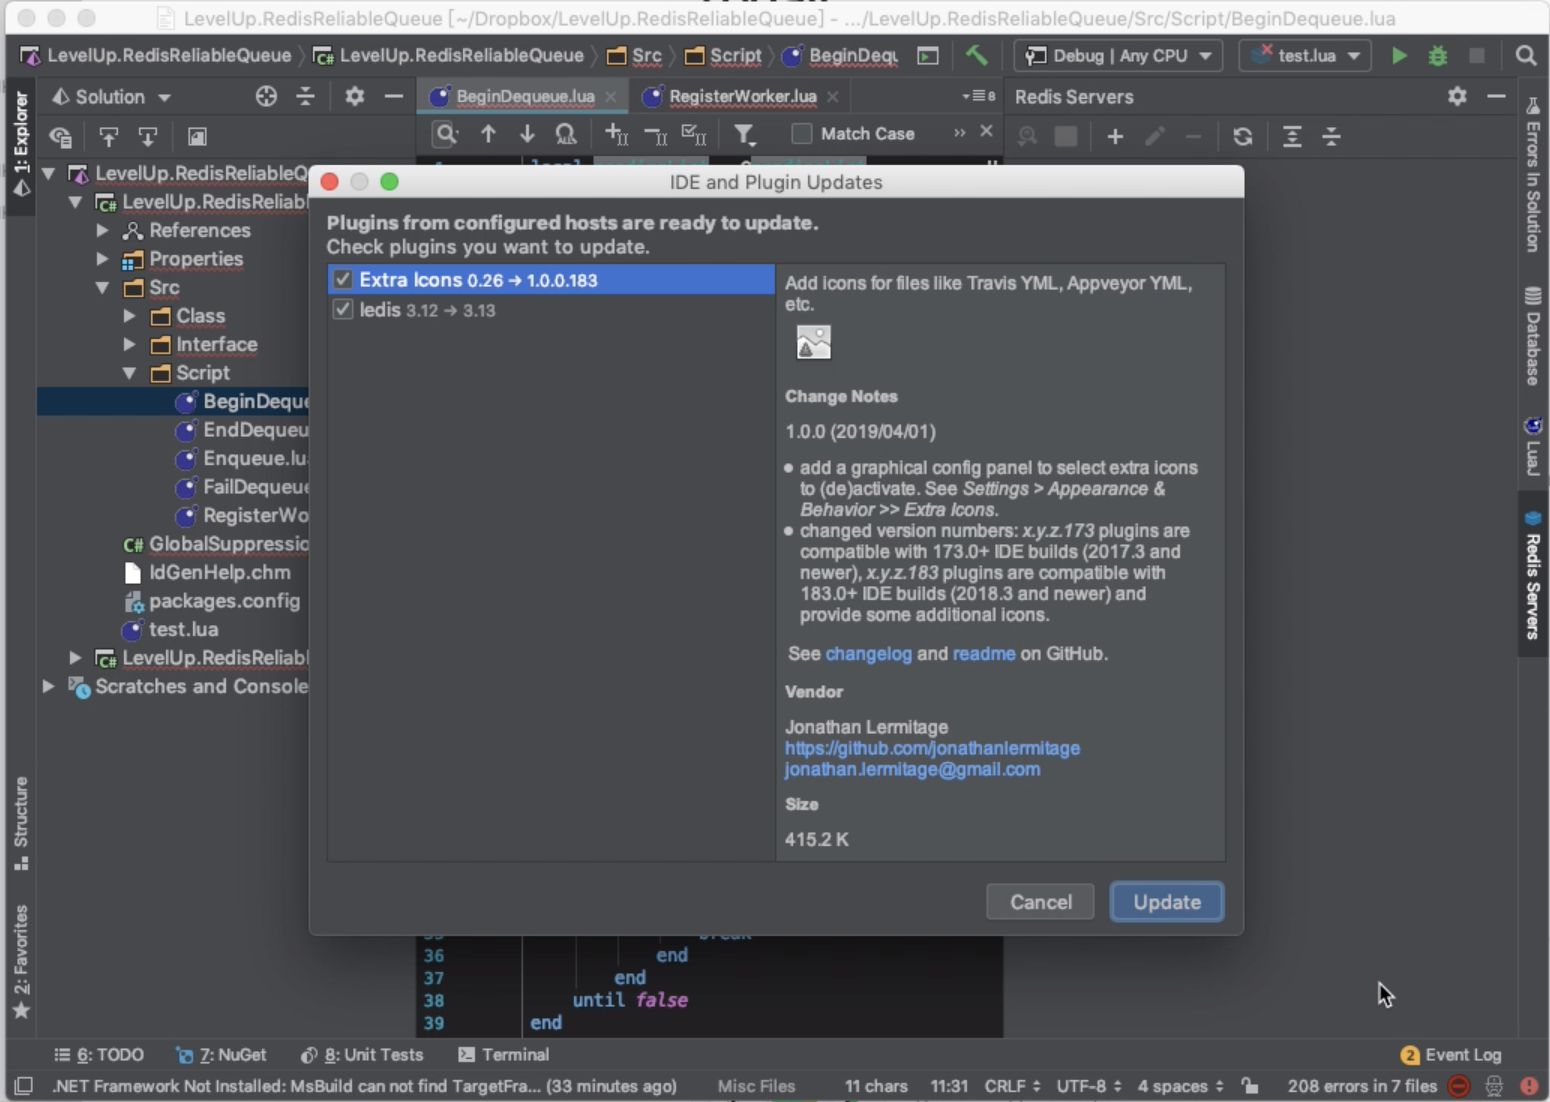 LevelUp.RedisReliableQueue [~/Dropbox/LevelUp.RedisReliableQueue] - .../LevelUp.RedisReliableQueue/Src/Script/BeginDequeue.lua
LevelUp.RedisReliableQueue
LevelUp.RedisReliableQueue
Src
Script
BeginDequ
Debug | Any CPU
test.lua
Solution
BeginDequeue.lua
RegisterWorker.lua
8
Redis Servers
Match Case
1: Explorer
LevelUp.RedisReliableQ
LevelUp.RedisReliabl
References
Properties
Src
Class
Interface
Script
BeginDeque
EndDequeu
Enqueue.lu
FailDequeue
RegisterWo
C# GlobalSuppressio
IdGenHelp.chm
packages.config
test.lua
LevelUp.RedisReliabl
Scratches and Console
Structure
2: Favorites
IDE and Plugin Updates
Plugins from configured hosts are ready to update.
Check plugins you want to update.
Extra Icons 0.26 → 1.0.0.183
Iedis 3.12 → 3.13
Add icons for files like Travis YML, Appveyor YML,
etc.
Change Notes
1.0.0 (2019/04/01)
• add a graphical config panel to select extra icons
to (de)activate. See Settings > Appearance &
Behavior >> Extra Icons.
• changed version numbers: x.y.z.173 plugins are
compatible with 173.0+ IDE builds (2017.3 and
newer), x.y.z.183 plugins are compatible with
183.0+ IDE builds (2018.3 and newer) and
provide some additional icons.
See changelog and readme on GitHub.
Vendor
Jonathan Lermitage
https://github.com/jonathanlermitage
jonathan.lermitage@gmail.com
Size
415.2 K
Cancel
Update
36 end
37 end
38 until false
39 end
Errors In Solution
Database
LuaJ
Redis Servers
6: TODO
7: NuGet
8: Unit Tests
Terminal
2 Event Log
.NET Framework Not Installed: MsBuild can not find TargetFra... (33 minutes ago)
Misc Files
11 chars
11:31
CRLF
UTF-8
4 spaces
208 errors in 7 files